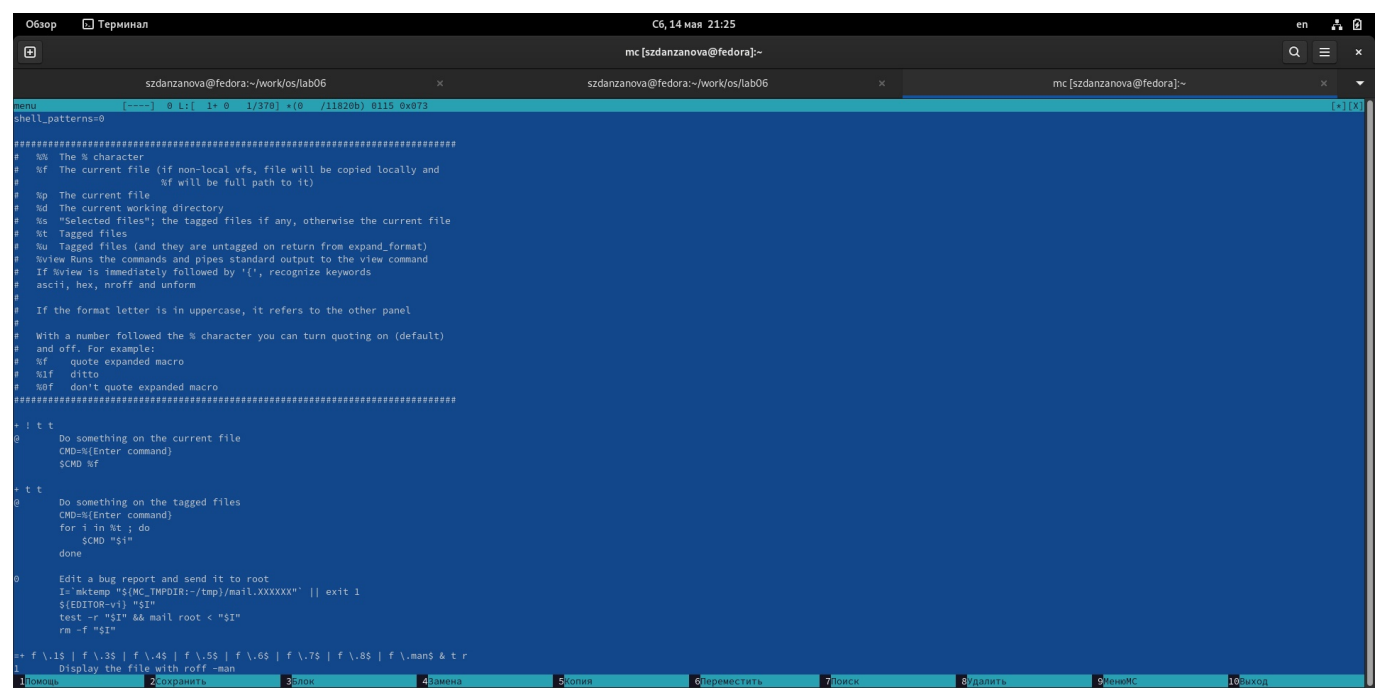 Обзор Терминал Сб, 14 мая 21:25 en
mc [szdanzanova@fedora]:~
szdanzanova@fedora:~/work/os/lab06 × szdanzanova@fedora:~/work/os/lab06 × mc [szdanzanova@fedora]:~ ×
menu [----] 0 L:[ 1+ 0 1/370] *(0 /11820b) 0115 0x073 [*][X]
shell_patterns=0
###############################################################################
# %% The % character
# %f The current file (if non-local vfs, file will be copied locally and
# %f will be full path to it)
# %p The current file
# %d The current working directory
# %s "Selected files"; the tagged files if any, otherwise the current file
# %t Tagged files
# %u Tagged files (and they are untagged on return from expand_format)
# %view Runs the commands and pipes standard output to the view command
# If %view is immediately followed by '{', recognize keywords
# ascii, hex, nroff and unform
#
# If the format letter is in uppercase, it refers to the other panel
#
# With a number followed the % character you can turn quoting on (default)
# and off. For example:
# %f quote expanded macro
# %1f ditto
# %0f don't quote expanded macro
###############################################################################
+ ! t t
@ Do something on the current file
CMD=%{Enter command}
$CMD %f
+ t t
@ Do something on the tagged files
CMD=%{Enter command}
for i in %t ; do
$CMD "$i"
done
0 Edit a bug report and send it to root
I=`mktemp "${MC_TMPDIR:-/tmp}/mail.XXXXXX"` || exit 1
${EDITOR-vi} "$I"
test -r "$I" && mail root < "$I"
rm -f "$I"
=+ f \.1$ | f \.3$ | f \.4$ | f \.5$ | f \.6$ | f \.7$ | f \.8$ | f \.man$ & t r
1 Display the file with roff -man
1Помощь 2Сохранить 3Блок 4Замена 5Копия 6Переместить 7Поиск 8Удалить 9МенюMC 10Выход